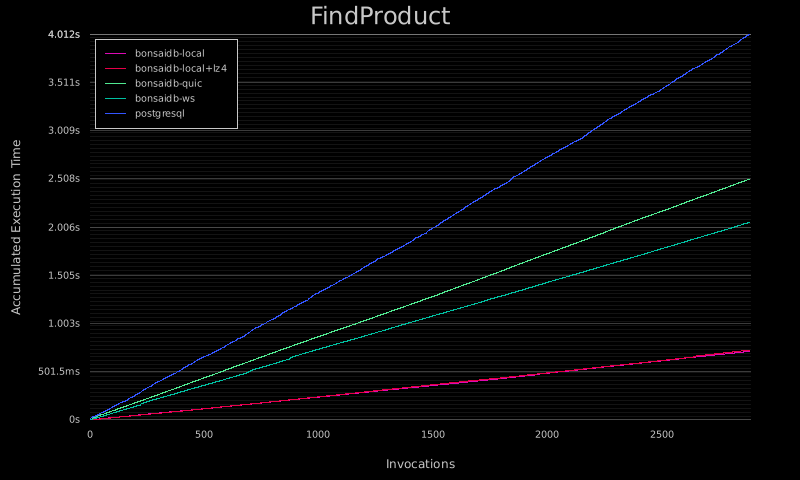 FindProduct
4.012s
3.511s
3.009s
2.508s
2.006s
1.505s
1.003s
501.5ms
0s
bonsaidb-local
bonsaidb-local+lz4
bonsaidb-quic
bonsaidb-ws
postgresql
Accumulated Execution Time
0 500 1000 1500 2000 2500
Invocations